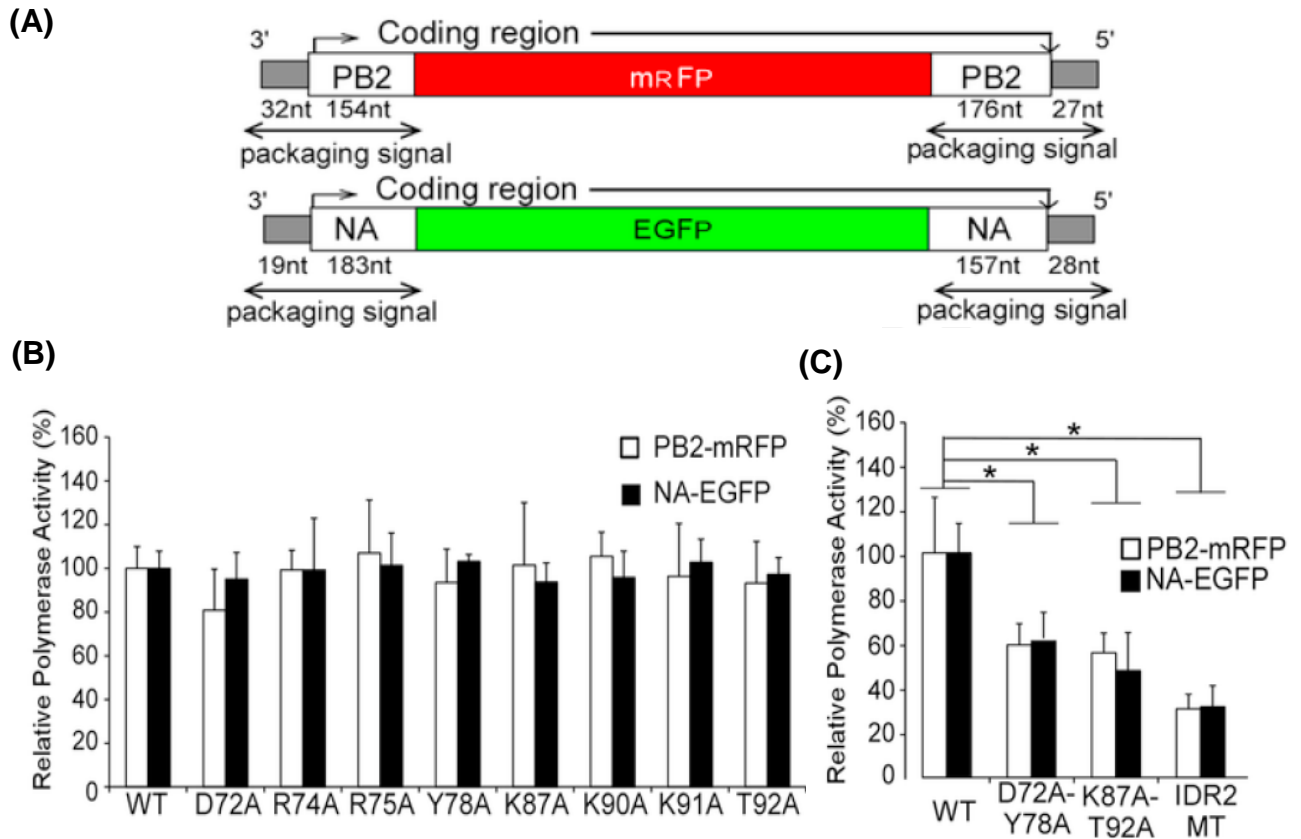 (A)
3' Coding region 5'
PB2 mRFP PB2
32nt 154nt 176nt 27nt
packaging signal packaging signal
3' Coding region 5'
NA EGFP NA
19nt 183nt 157nt 28nt
packaging signal packaging signal
(B)
Relative Polymerase Activity (%)
160
140
120
100
80
60
40
20
0
PB2-mRFP
NA-EGFP
WT D72A R74A R75A Y78A K87A K90A K91A T92A
(C)
Relative Polymerase Activity (%)
160
140
120
100
80
60
40
20
0
*
*
*
PB2-mRFP
NA-EGFP
WT D72A- K87A- IDR2
Y78A T92A MT